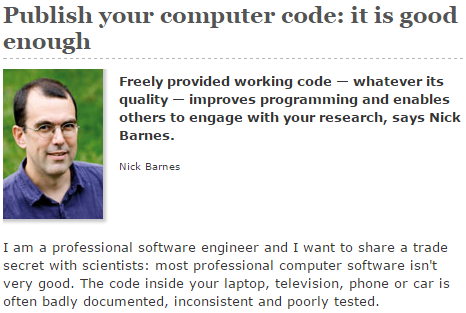 Publish your computer code: it is good
enough
Freely provided working code — whatever its
quality — improves programming and enables
others to engage with your research, says Nick
Barnes.
Nick Barnes
I am a professional software engineer and I want to share a trade
secret with scientists: most professional computer software isn't
very good. The code inside your laptop, television, phone or car is
often badly documented, inconsistent and poorly tested.